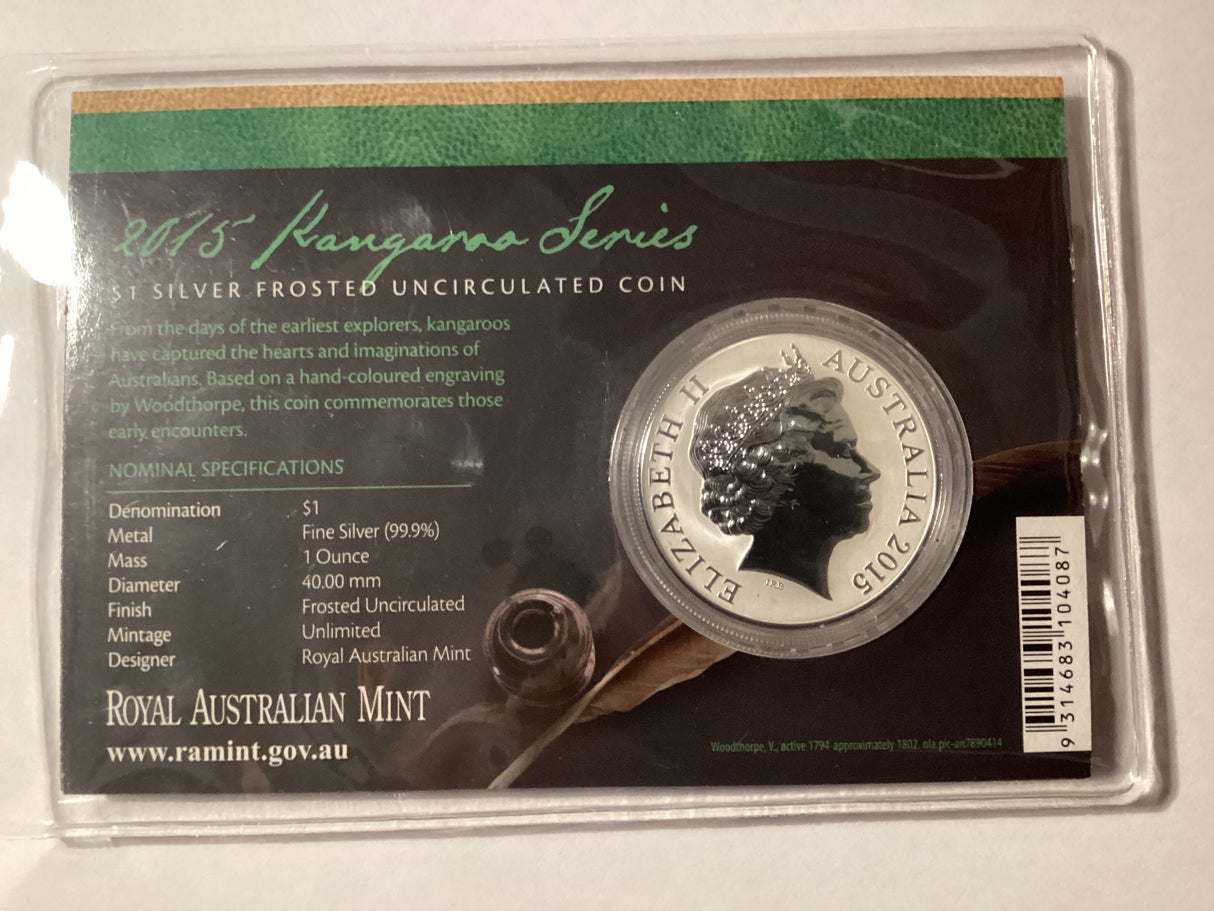 2015 Kangaroo Series
$1 SILVER FROSTED UNCIRCULATED COIN
From the days of the earliest explorers, kangaroos
have captured the hearts and imaginations of
Australians. Based on a hand-coloured engraving
by Woodthorpe, this coin commemorates those
early encounters.
NOMINAL SPECIFICATIONS
Denomination $1
Metal Fine Silver (99.9%)
Mass 1 Ounce
Diameter 40.00 mm
Finish Frosted Uncirculated
Mintage Unlimited
Designer Royal Australian Mint
ROYAL AUSTRALIAN MINT
www.ramint.gov.au
ELIZABETH II AUSTRALIA 2015
IRB
Woodthorpe, V., active 1794-approximately 1802, nla.pic-an7890414
9 314683 104087